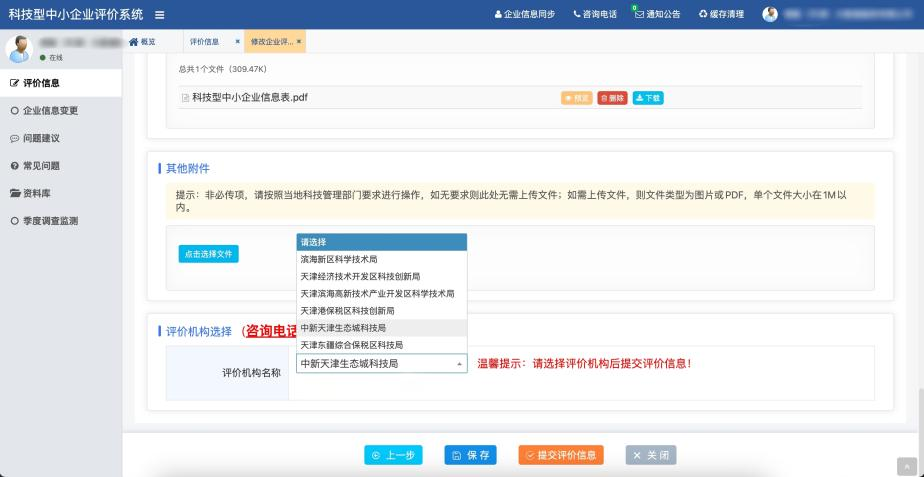 科技型中小企业评价系统
企业信息同步
咨询电话
0
通知公告
缓存清理
在线
概览
评价信息 ×
修改企业评... ×
评价信息
企业信息变更
问题建议
常见问题
资料库
季度调查监测
总共1个文件（309.47K）
科技型中小企业信息表.pdf
预览
删除
下载
其他附件
提示：非必传项，请按照当地科技管理部门要求进行操作，如无要求则此处无需上传文件；如需上传文件，则文件类型为图片或PDF，单个文件大小在1M以
内。
点击选择文件
请选择
滨海新区科学技术局
天津经济技术开发区科技创新局
天津滨海高新技术产业开发区科学技术局
天津港保税区科技创新局
中新天津生态城科技局
天津东疆综合保税区科技局
评价机构选择 （咨询电话
评价机构名称
中新天津生态城科技局
温馨提示：请选择评价机构后提交评价信息！
上一步
保 存
提交评价信息
关 闭